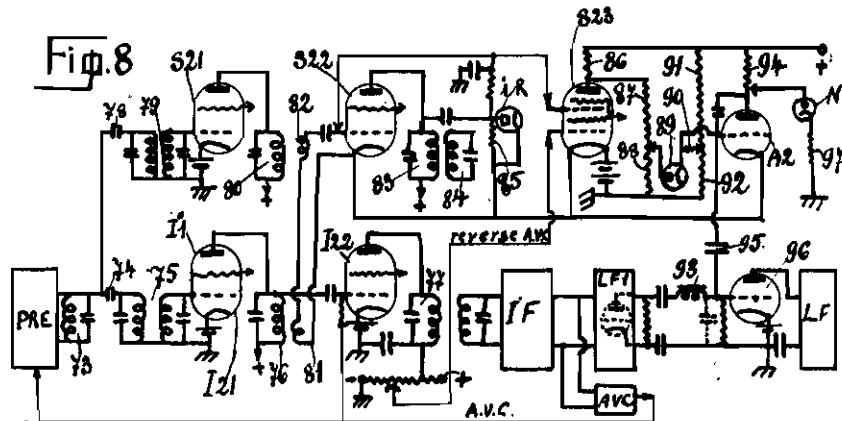 Fig.8
S21
S22
S23
78
79
80
82
83
84
iR
85
86
87
88
89
90
91
92
94
A2
N
97
+
+
+
reverse A.V.C.
PRE
73
74
75
I1
I21
76
+
81
I22
77
-
+
IF
LF1
93
95
96
LF
AVC
A.V.C.